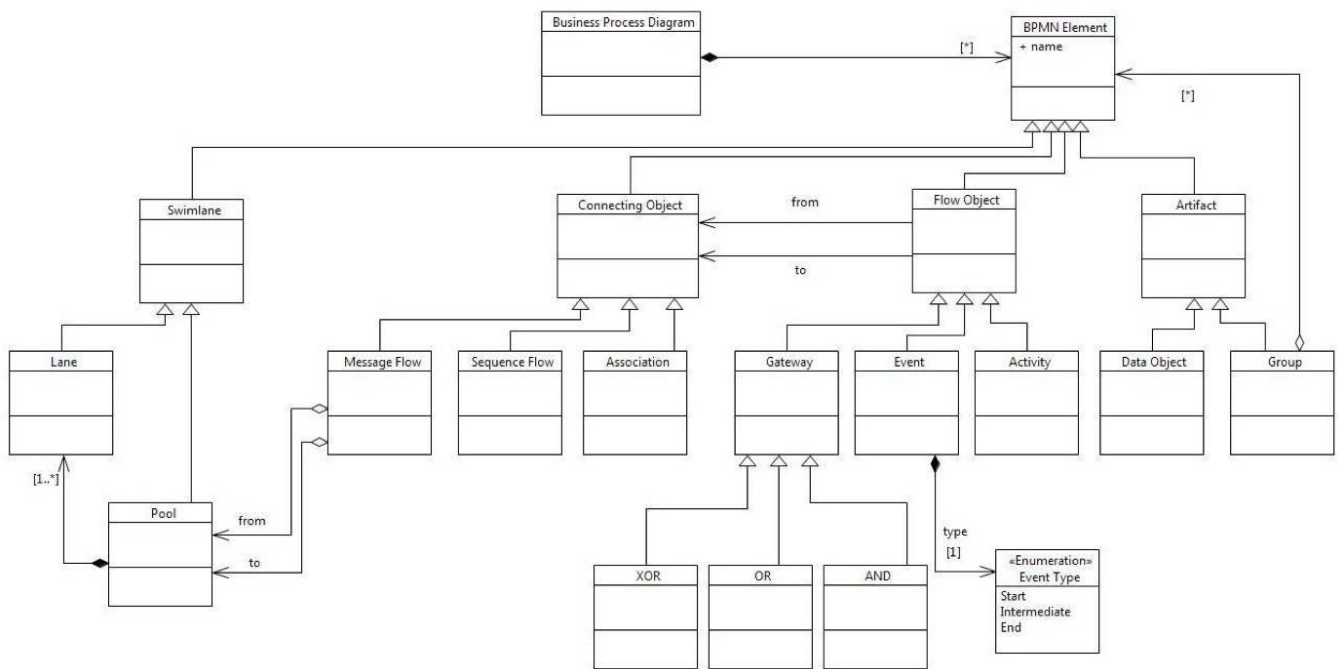 Business Process Diagram
BPMN Element
+ name
[*]
[*]
Swimlane
Connecting Object
from
to
Flow Object
Artifact
Lane
Message Flow
Sequence Flow
Association
Gateway
Event
Activity
Data Object
Group
[1..*]
Pool
from
to
type
[1]
XOR
OR
AND
«Enumeration»
Event Type
Start
Intermediate
End